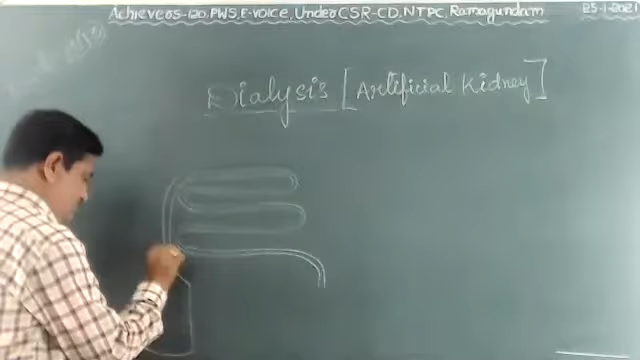 Achievers-120, PWS, E-voice, Under CSR-CD, NTPC, Ramagundam 25-1-2021
Dialysis [Artificial Kidney]